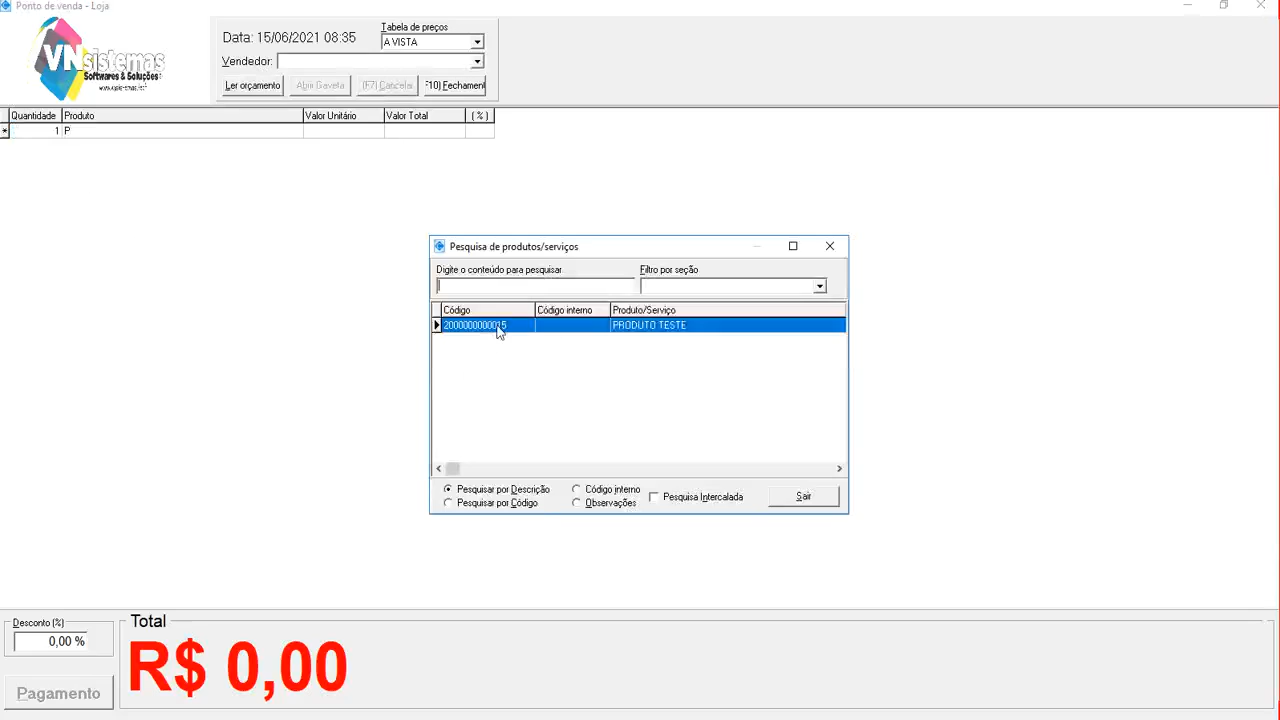 Ponto de venda - Loja
VNsistemas
Softwares & Soluções
Data: 15/06/2021 08:35
Tabela de preços
A VISTA
Vendedor:
Ler orçamento
Abrir Gaveta
(F7) Cancelar
F10) Fechament
Quantidade Produto Valor Unitário Valor Total (%)
1 P
Pesquisa de produtos/serviços
Digite o conteúdo para pesquisar
Filtro por seção
Código Código interno Produto/Serviço
2000000000015 PRODUTO TESTE
Pesquisar por Descrição
Código interno
Pesquisar por Código
Observações
Pesquisa Intercalada
Sair
Desconto (%)
0,00 %
Total
R$ 0,00
Pagamento